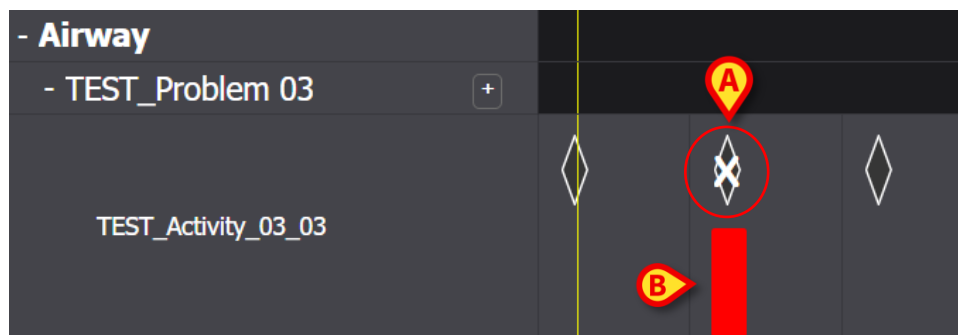 - Airway
- TEST_Problem 03 +
A
TEST_Activity_03_03
B